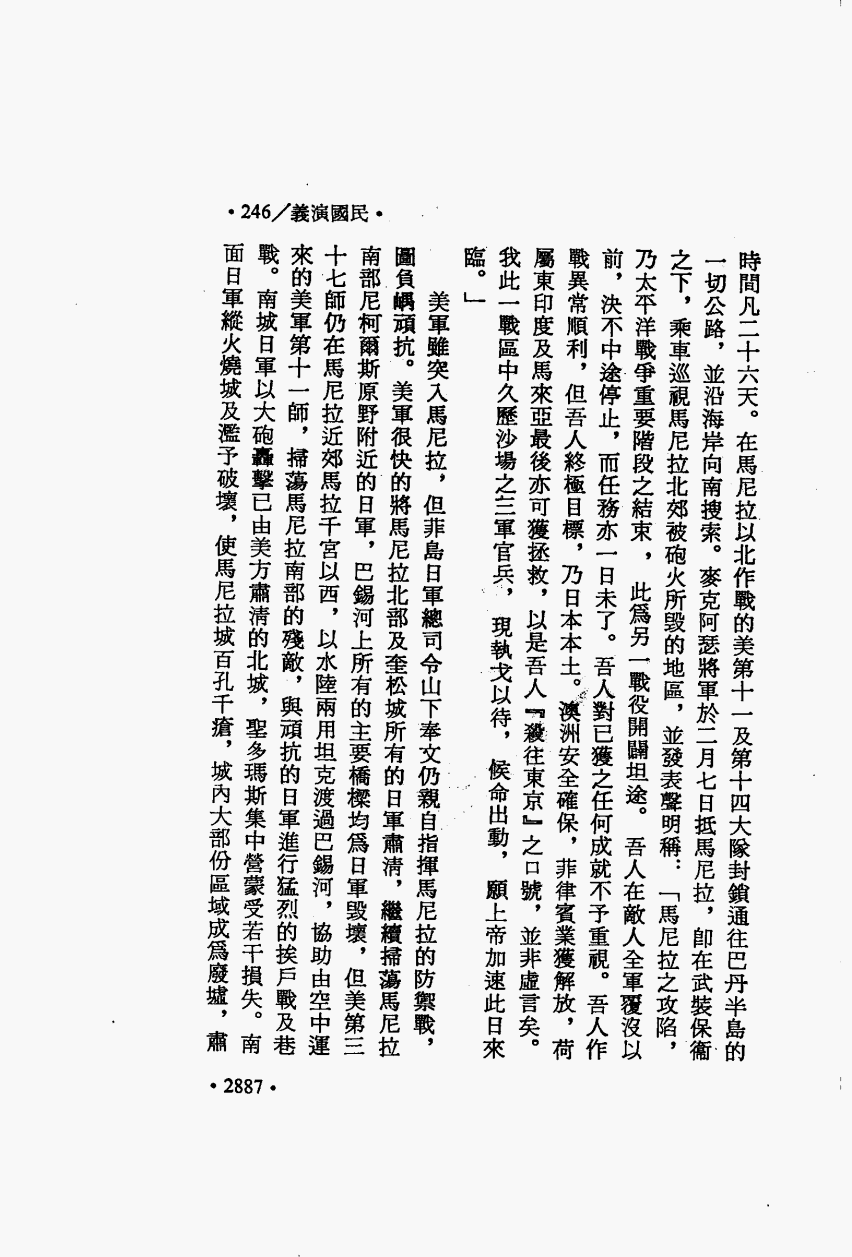 •246/義演國民•
時間凡二十六天。在馬尼拉以北作戰的美第十一及第十四大隊封鎖通往巴丹半島的
一切公路，並沿海岸向南搜索。麥克阿瑟將軍於二月七日抵馬尼拉，卽在武裝保衞
之下，乘車巡視馬尼拉北郊被砲火所毀的地區，並發表聲明稱：「馬尼拉之攻陷，
乃太平洋戰爭重要階段之結束，此爲另一戰役開闢坦途。吾人在敵人全軍覆沒以
前，決不中途停止，而任務亦一日未了。吾人對已獲之任何成就不予重視。吾人作
戰異常順利，但吾人終極目標，乃日本本土。澳洲安全確保，菲律賓業獲解放，荷
屬東印度及馬來亞最後亦可獲拯救，以是吾人『殺往東京』之口號，並非虛言矣。
我此一戰區中久歷沙場之三軍官兵，現執戈以待，候命出動，願上帝加速此日來
臨。」
美軍雖突入馬尼拉，但菲島日軍總司令山下奉文仍親自指揮馬尼拉的防禦戰，
圖負嵎頑抗。美軍很快的將馬尼拉北部及奎松城所有的日軍肅淸，繼續掃蕩馬尼拉
南部尼柯爾斯原野附近的日軍，巴錫河上所有的主要橋樑均爲日軍毀壞，但美第三
十七師仍在馬尼拉近郊馬拉千宮以西，以水陸兩用坦克渡過巴錫河，協助由空中運
來的美軍第十一師，掃蕩馬尼拉南部的殘敵，與頑抗的日軍進行猛烈的挨戶戰及巷
戰。南城日軍以大砲轟擊已由美方肅淸的北城，聖多瑪斯集中營蒙受若干損失。南
面日軍縱火燒城及濫予破壞，使馬尼拉城百孔千瘡，城內大部份區域成爲廢墟，肅
•2887•